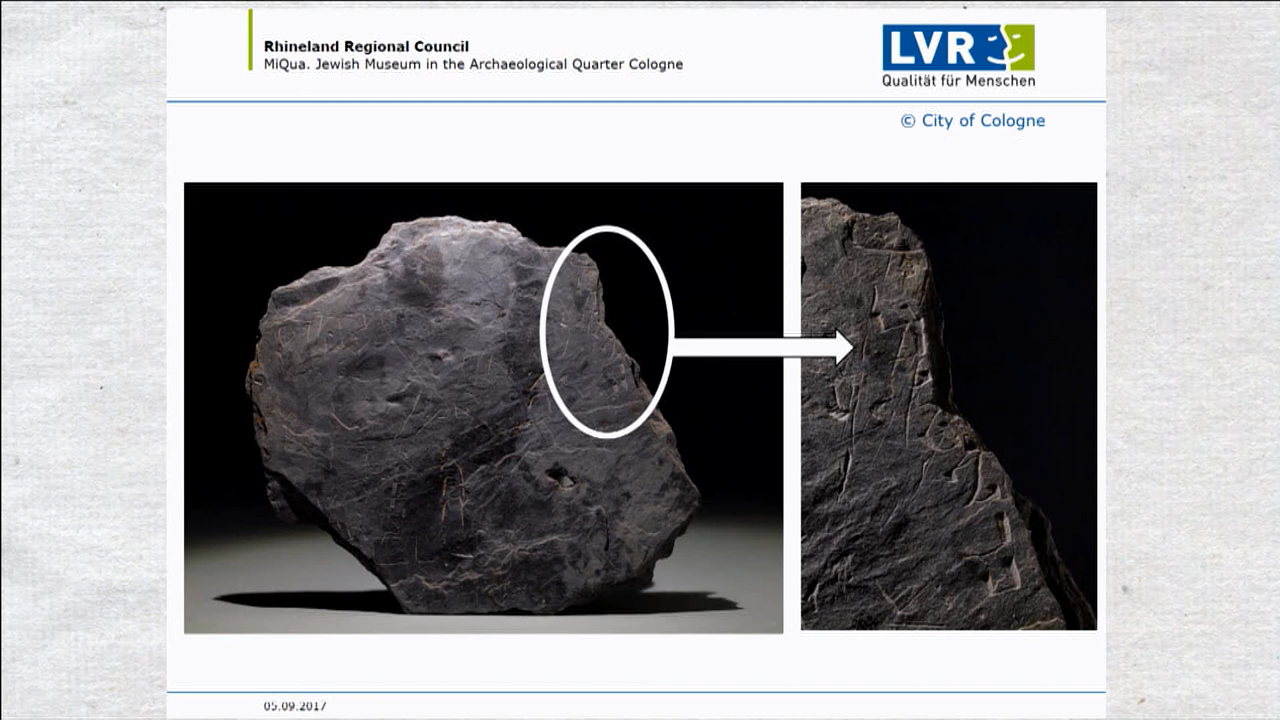 Rhineland Regional Council
MiQua. Jewish Museum in the Archaeological Quarter Cologne
LVR
Qualität für Menschen
© City of Cologne
05.09.2017